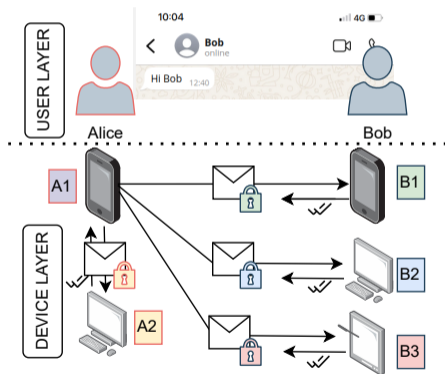 10:04
4G
Bob
online
Hi Bob 12:40
USER LAYER
Alice
Bob
A1
B1
DEVICE LAYER
B2
A2
B3